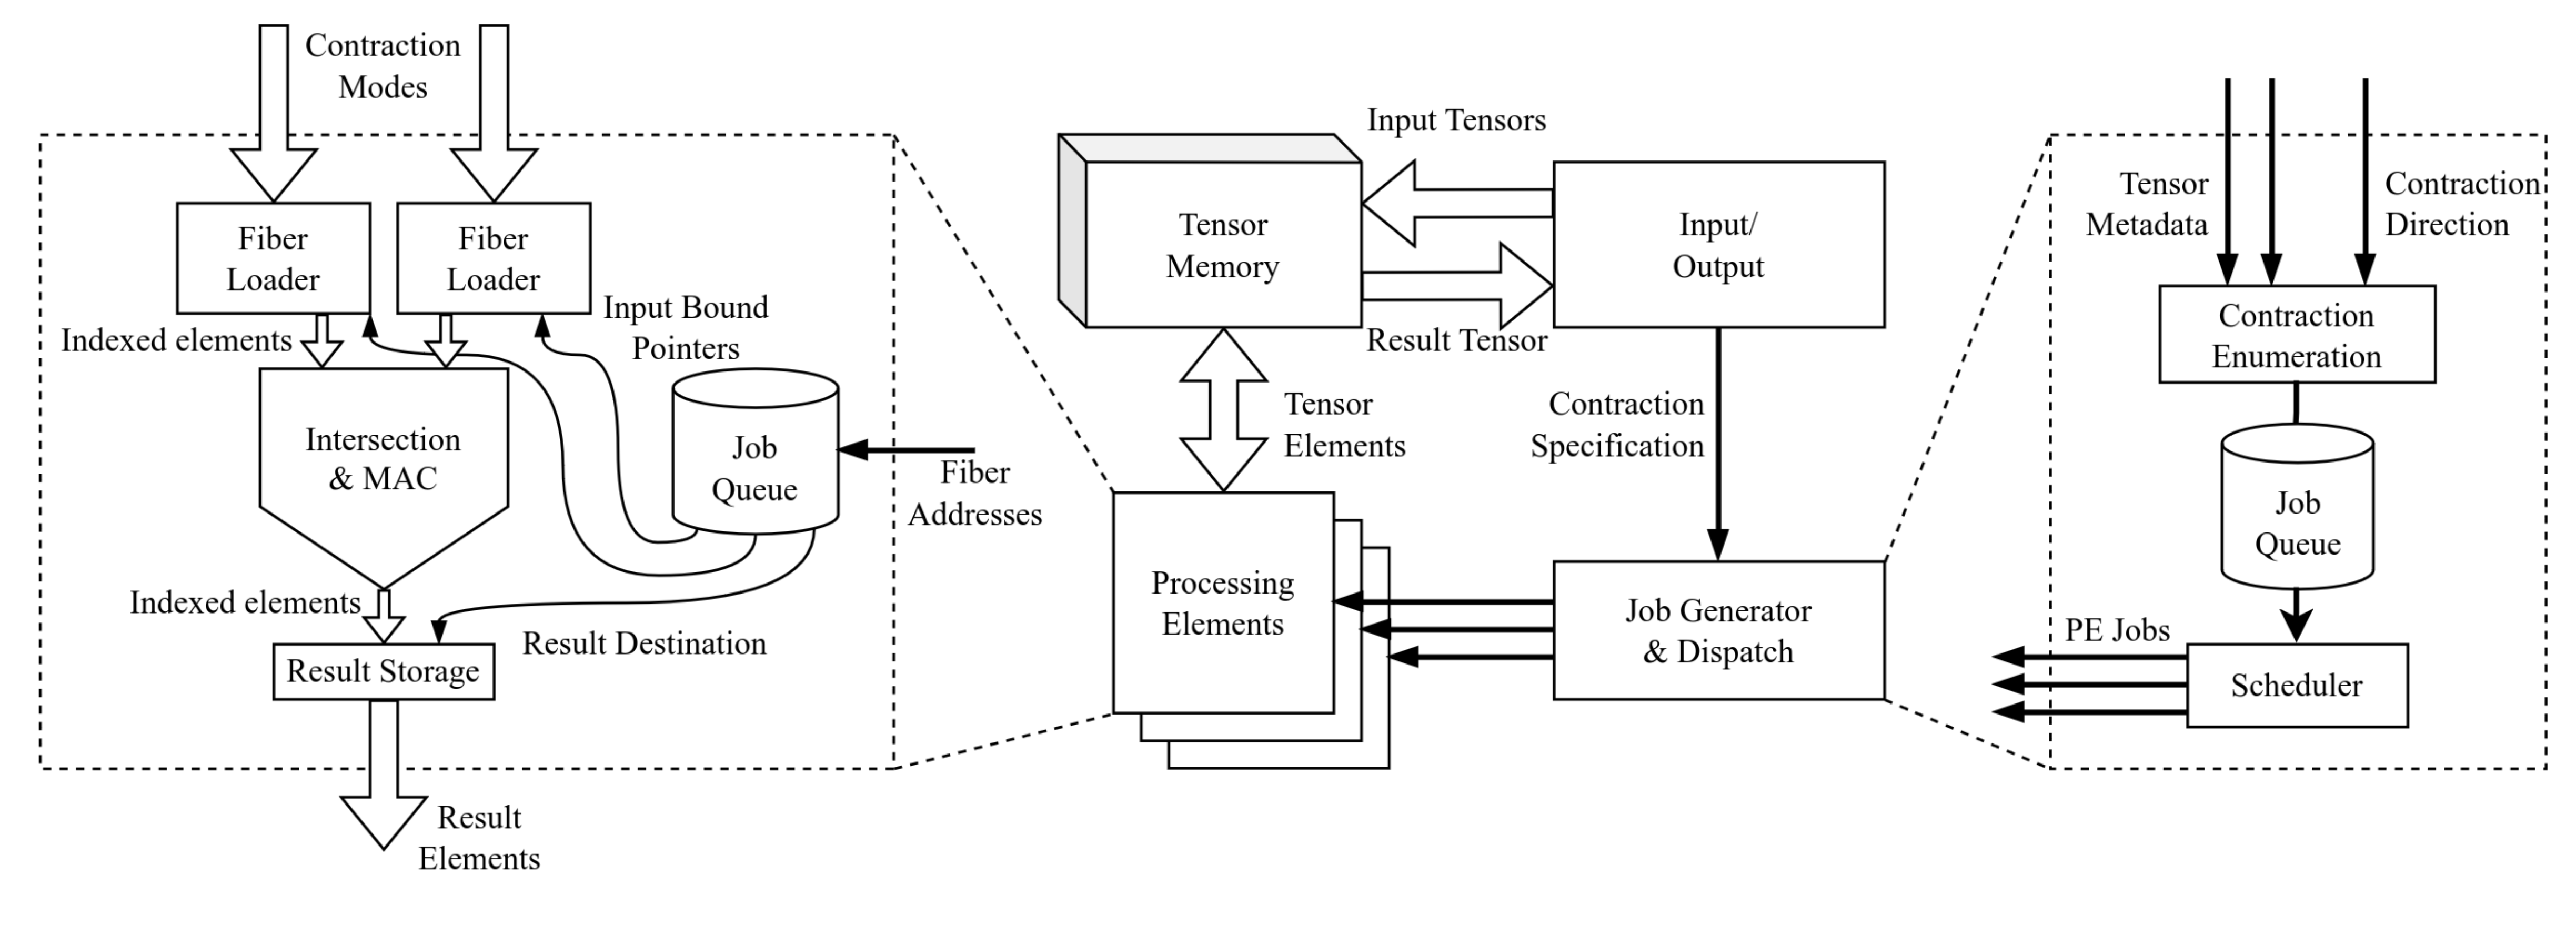 Contraction
Modes
Fiber
Loader
Fiber
Loader
Indexed elements
Input Bound
Pointers
Intersection
& MAC
Job
Queue
Fiber
Addresses
Indexed elements
Result Destination
Result Storage
Result
Elements
Input Tensors
Tensor
Memory
Input/
Output
Result Tensor
Tensor
Elements
Contraction
Specification
Processing
Elements
Job Generator
& Dispatch
Tensor
Metadata
Contraction
Direction
Contraction
Enumeration
Job
Queue
PE Jobs
Scheduler